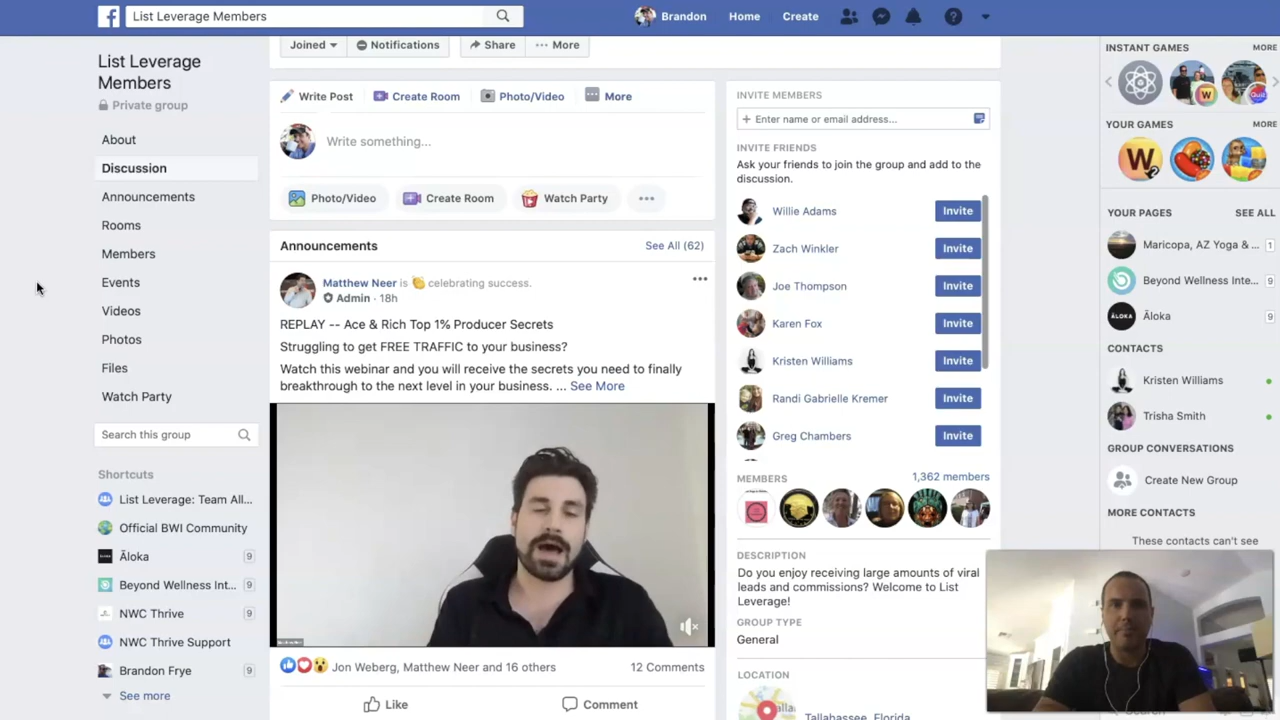 List Leverage Members
Brandon
Home
Create
List Leverage
Members
Private group
About
Discussion
Announcements
Rooms
Members
Events
Videos
Photos
Files
Watch Party
Search this group
Shortcuts
List Leverage: Team All...
Official BWI Community
Āloka 9
Beyond Wellness Int... 9
NWC Thrive 9
NWC Thrive Support
Brandon Frye 9
See more
Joined
Notifications
Share
More
Write Post
Create Room
Photo/Video
More
Write something...
Photo/Video
Create Room
Watch Party
Announcements
See All (62)
Matthew Neer is 👏 celebrating success.
Admin · 18h
REPLAY -- Ace & Rich Top 1% Producer Secrets
Struggling to get FREE TRAFFIC to your business?
Watch this webinar and you will receive the secrets you need to finally
breakthrough to the next level in your business. ... See More
Jon Weberg, Matthew Neer and 16 others
12 Comments
Like
Comment
INVITE MEMBERS
+ Enter name or email address...
INVITE FRIENDS
Ask your friends to join the group and add to the
discussion.
Willie Adams Invite
Zach Winkler Invite
Joe Thompson Invite
Karen Fox Invite
Kristen Williams Invite
Randi Gabrielle Kremer Invite
Greg Chambers Invite
MEMBERS
1,362 members
DESCRIPTION
Do you enjoy receiving large amounts of viral
leads and commissions? Welcome to List
Leverage!
GROUP TYPE
General
LOCATION
Tallahassee, Florida
INSTANT GAMES MORE
YOUR GAMES MORE
YOUR PAGES SEE ALL
Maricopa, AZ Yoga & ... 1
Beyond Wellness Inte... 9
Āloka 9
CONTACTS
Kristen Williams
Trisha Smith
GROUP CONVERSATIONS
Create New Group
MORE CONTACTS
These contacts can't see